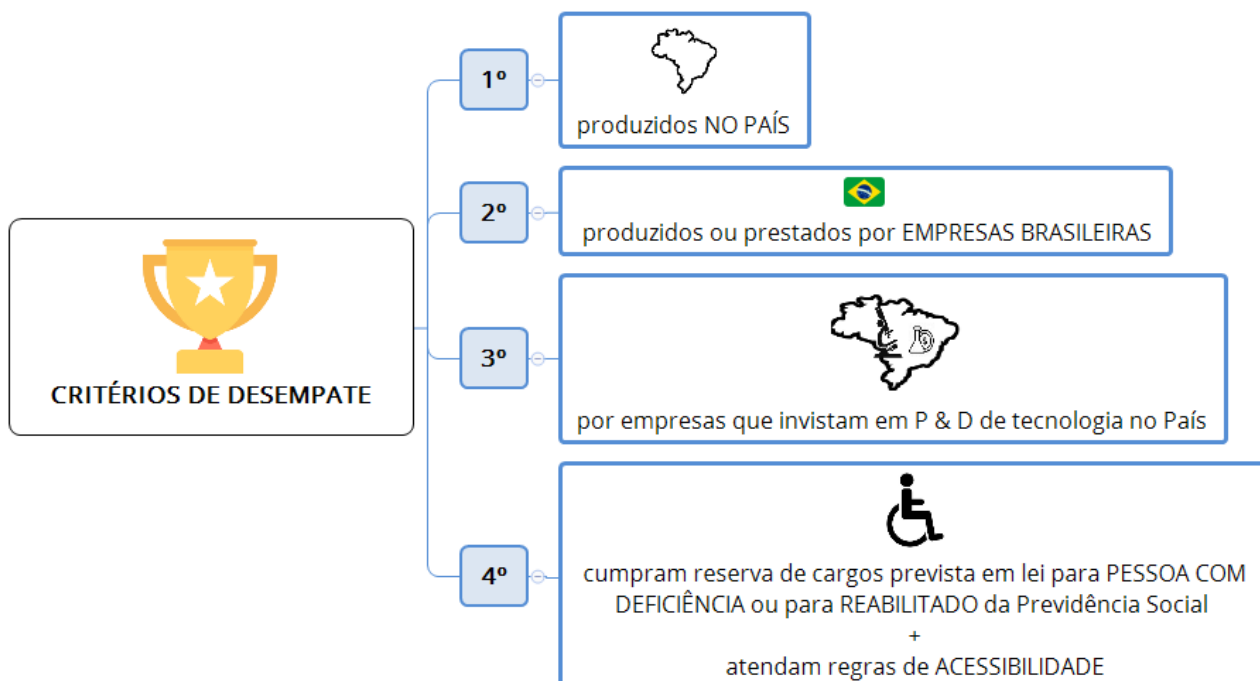 CRITÉRIOS DE DESEMPATE
1º
produzidos NO PAÍS
2º
produzidos ou prestados por EMPRESAS BRASILEIRAS
3º
por empresas que invistam em P & D de tecnologia no País
4º
cumpram reserva de cargos prevista em lei para PESSOA COM
DEFICIÊNCIA ou para REABILITADO da Previdência Social
+
atendam regras de ACESSIBILIDADE